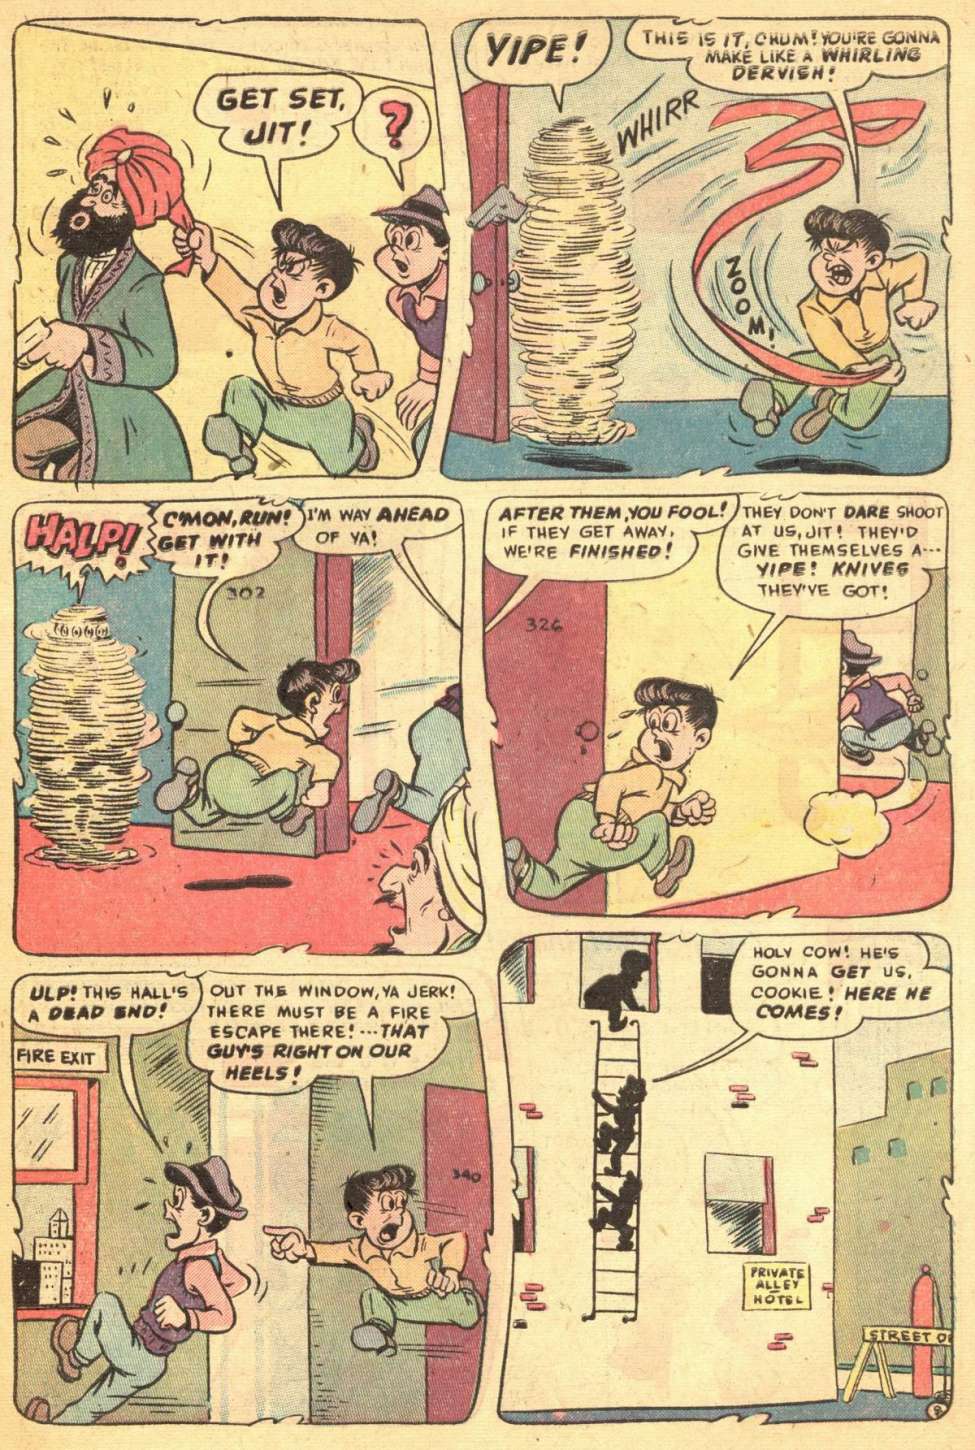 GET SET,
JIT!
?
YIPE!
THIS IS IT, CHUM! YOU'RE GONNA
MAKE LIKE A WHIRLING
DERVISH!
WHIRR
ZOOM!
HALP!
C'MON, RUN!
GET WITH
IT!
I'M WAY AHEAD
OF YA!
302
AFTER THEM, YOU FOOL!
IF THEY GET AWAY,
WE'RE FINISHED!
THEY DON'T DARE SHOOT
AT US, JIT! THEY'D
GIVE THEMSELVES A---
YIPE! KNIVES
THEY'VE GOT!
326
ULP! THIS HALL'S
A DEAD END!
OUT THE WINDOW, YA JERK!
THERE MUST BE A FIRE
ESCAPE THERE!---THAT
GUY'S RIGHT ON OUR
HEELS!
FIRE EXIT
340
HOLY COW! HE'S
GONNA GET US,
COOKIE! HERE HE
COMES!
PRIVATE
ALLEY
-
HOTEL
STREET